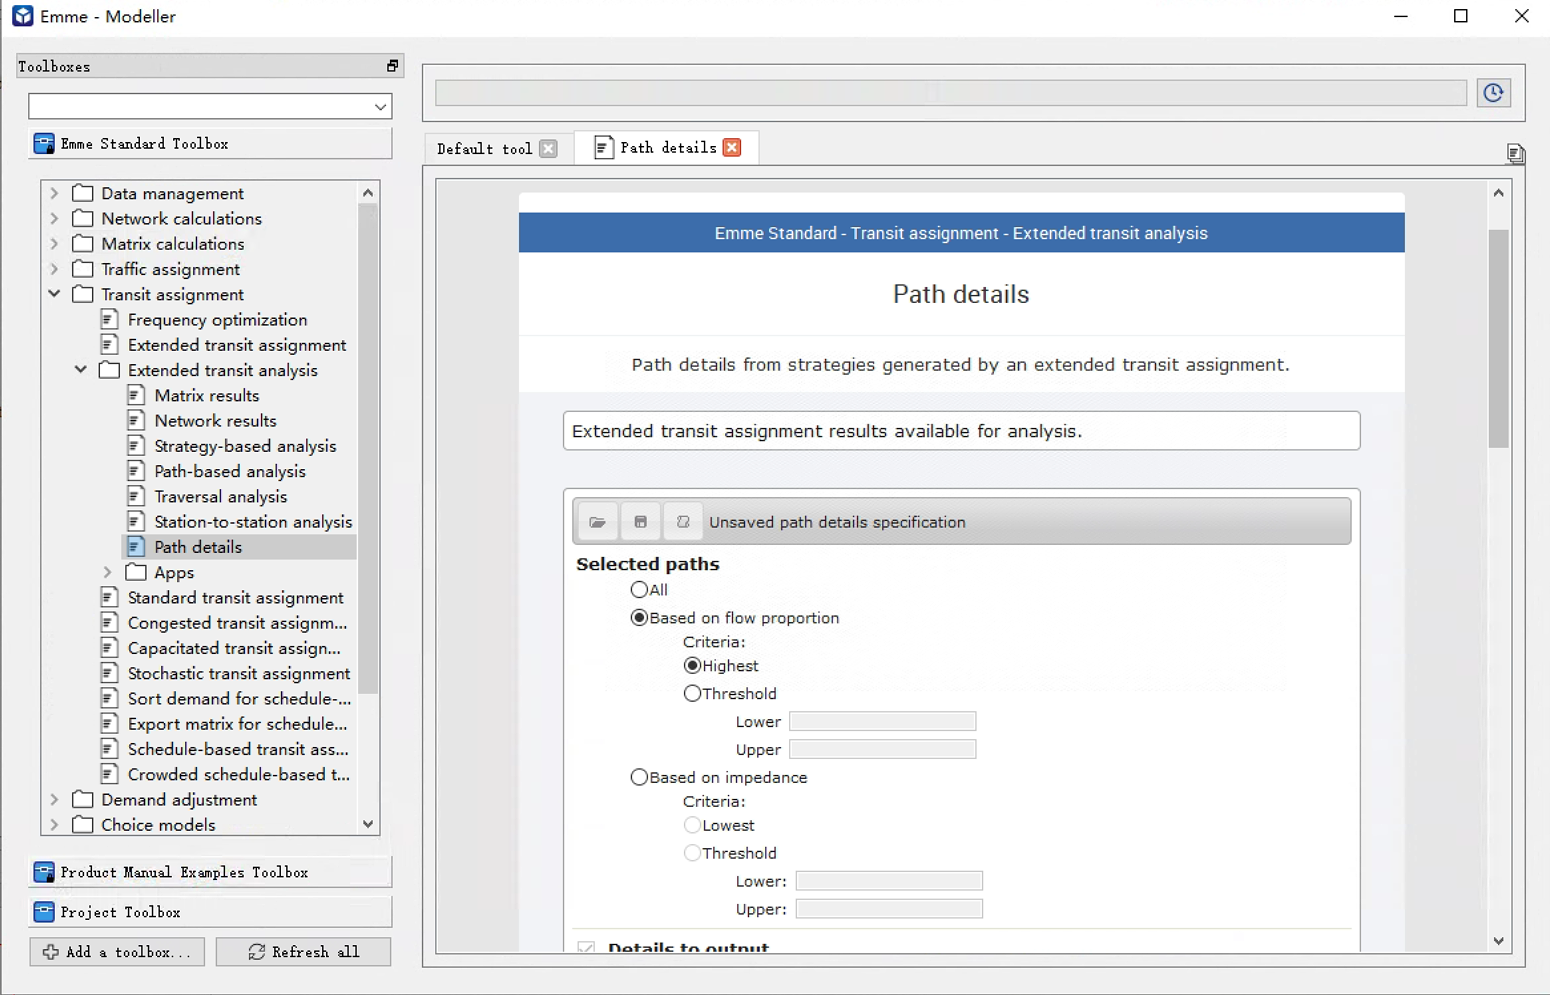 Emme - Modeller
Toolboxes
Emme Standard Toolbox
Data management
Network calculations
Matrix calculations
Traffic assignment
Transit assignment
Frequency optimization
Extended transit assignment
Extended transit analysis
Matrix results
Network results
Strategy-based analysis
Path-based analysis
Traversal analysis
Station-to-station analysis
Path details
Apps
Standard transit assignment
Congested transit assignm...
Capacitated transit assign...
Stochastic transit assignment
Sort demand for schedule-...
Export matrix for schedule...
Schedule-based transit ass...
Crowded schedule-based t...
Demand adjustment
Choice models
Product Manual Examples Toolbox
Project Toolbox
Add a toolbox...
Refresh all
Default tool
Path details
Emme Standard - Transit assignment - Extended transit analysis
Path details
Path details from strategies generated by an extended transit assignment.
Extended transit assignment results available for analysis.
Unsaved path details specification
Selected paths
All
Based on flow proportion
Criteria:
Highest
Threshold
Lower
Upper
Based on impedance
Criteria:
Lowest
Threshold
Lower:
Upper:
Details to output